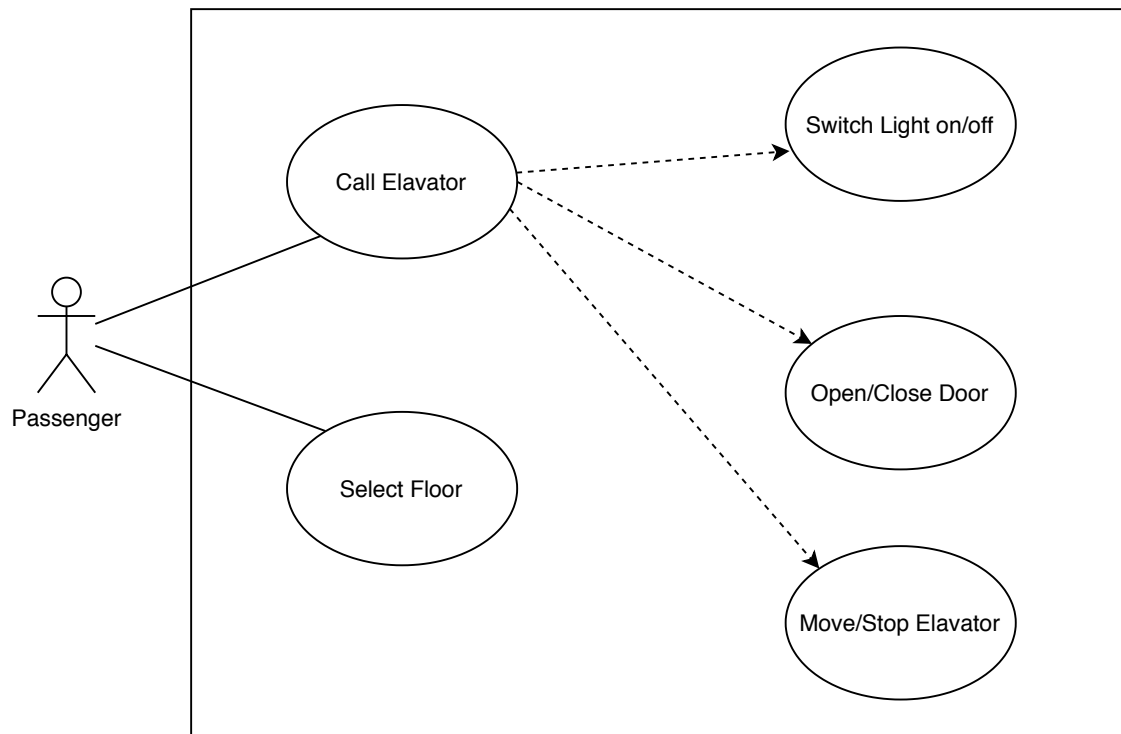 Switch Light on/off
Call Elavator
Passenger
Open/Close Door
Select Floor
Move/Stop Elavator